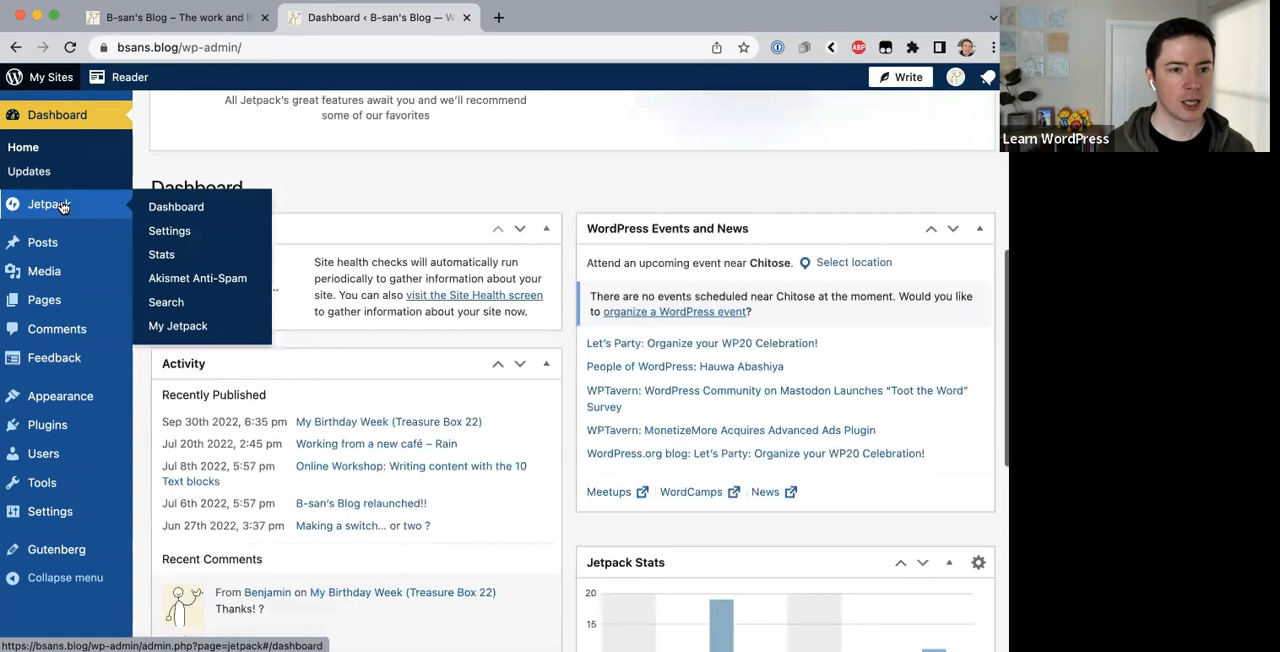 B-san's Blog – The work and li
Dashboard ‹ B-san's Blog — W
bsans.blog/wp-admin/
ABP
My Sites
Reader
Write
Learn WordPress
Dashboard
Home
Updates
Jetpack
Posts
Media
Pages
Comments
Feedback
Appearance
Plugins
Users
Tools
Settings
Gutenberg
Collapse menu
Dashboard
Settings
Stats
Akismet Anti-Spam
Search
My Jetpack
All Jetpack's great features await you and we'll recommend
some of our favorites
Dashboard
Site health checks will automatically run
periodically to gather information about your
site. You can also visit the Site Health screen
to gather information about your site now.
Activity
Recently Published
Sep 30th 2022, 6:35 pm My Birthday Week (Treasure Box 22)
Jul 20th 2022, 2:45 pm Working from a new café – Rain
Jul 8th 2022, 5:57 pm Online Workshop: Writing content with the 10
Text blocks
Jul 6th 2022, 5:57 pm B-san's Blog relaunched!!
Jun 27th 2022, 3:37 pm Making a switch... or two ?
Recent Comments
From Benjamin on My Birthday Week (Treasure Box 22)
Thanks! ?
WordPress Events and News
Attend an upcoming event near Chitose. Select location
There are no events scheduled near Chitose at the moment. Would you like
to organize a WordPress event?
Let's Party: Organize your WP20 Celebration!
People of WordPress: Hauwa Abashiya
WPTavern: WordPress Community on Mastodon Launches “Toot the Word”
Survey
WPTavern: MonetizeMore Acquires Advanced Ads Plugin
WordPress.org blog: Let's Party: Organize your WP20 Celebration!
Meetups | WordCamps | News
Jetpack Stats
20
15
https://bsans.blog/wp-admin/admin.php?page=jetpack#/dashboard